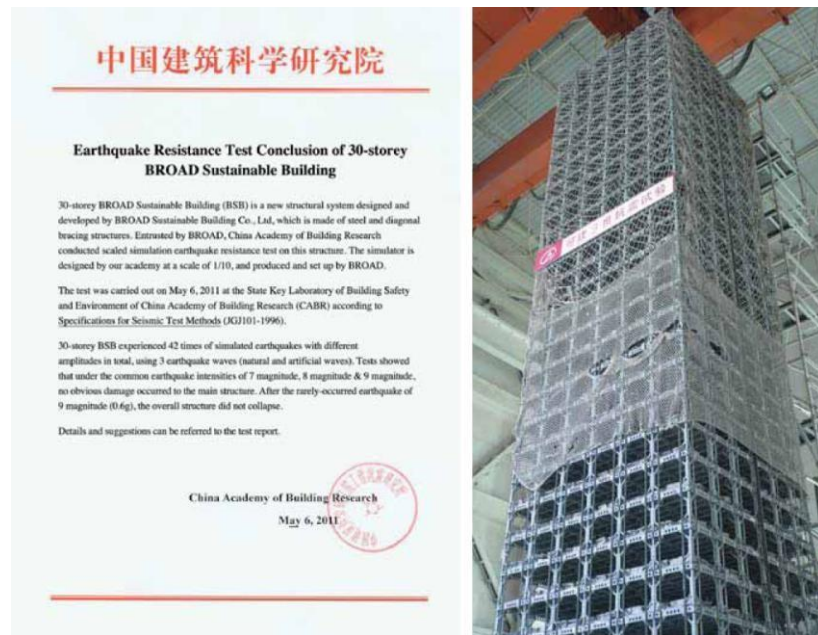 中国建筑科学研究院
Earthquake Resistance Test Conclusion of 30-storey
BROAD Sustainable Building
30-storey BROAD Sustainable Building (BSB) is a new structural system designed and
developed by BROAD Sustainable Building Co., Ltd, which is made of steel and diagonal
bracing structures. Entrusted by BROAD, China Academy of Building Research
conducted scaled simulation earthquake resistance test on this structure. The simulator is
designed by our academy at a scale of 1/10, and produced and set up by BROAD.
The test was carried out on May 6, 2011 at the State Key Laboratory of Building Safety
and Environment of China Academy of Building Research (CABR) according to
Specifications for Seismic Test Methods (JGJ101-1996).
30-storey BSB experienced 42 times of simulated earthquakes with different
amplitudes in total, using 3 earthquake waves (natural and artificial waves). Tests showed
that under the common earthquake intensities of 7 magnitude, 8 magnitude & 9 magnitude,
no obvious damage occurred to the main structure. After the rarely-occurred earthquake of
9 magnitude (0.6g), the overall structure did not collapse.
Details and suggestions can be referred to the test report.
China Academy of Building Research
May 6, 2011